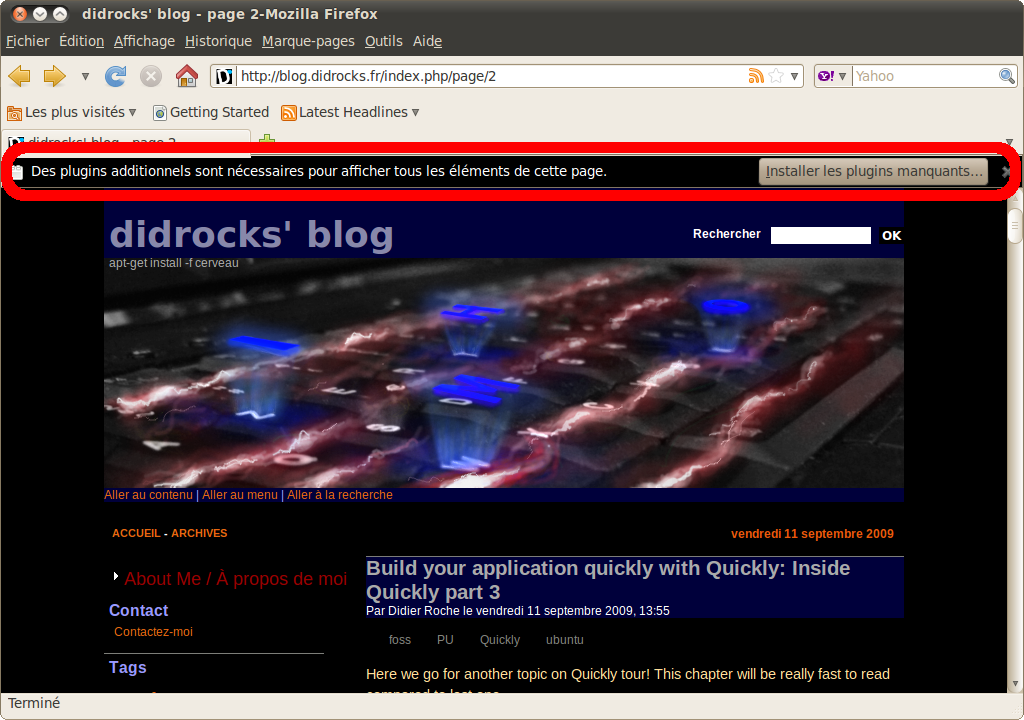 didrocks' blog - page 2-Mozilla Firefox
Fichier Édition Affichage Historique Marque-pages Outils Aide
http://blog.didrocks.fr/index.php/page/2 Yahoo
Les plus visités Getting Started Latest Headlines
didrocks' blog - page 2
Des plugins additionnels sont nécessaires pour afficher tous les éléments de cette page. Installer les plugins manquants...
didrocks' blog
Rechercher OK
apt-get install -f cerveau
Aller au contenu | Aller au menu | Aller à la recherche
ACCUEIL - ARCHIVES
vendredi 11 septembre 2009
About Me / À propos de moi
Contact
Contactez-moi
Tags
Build your application quickly with Quickly: Inside
Quickly part 3
Par Didier Roche le vendredi 11 septembre 2009, 13:55
foss PU Quickly ubuntu
Here we go for another topic on Quickly tour! This chapter will be really fast to read
compared to last one
Terminé